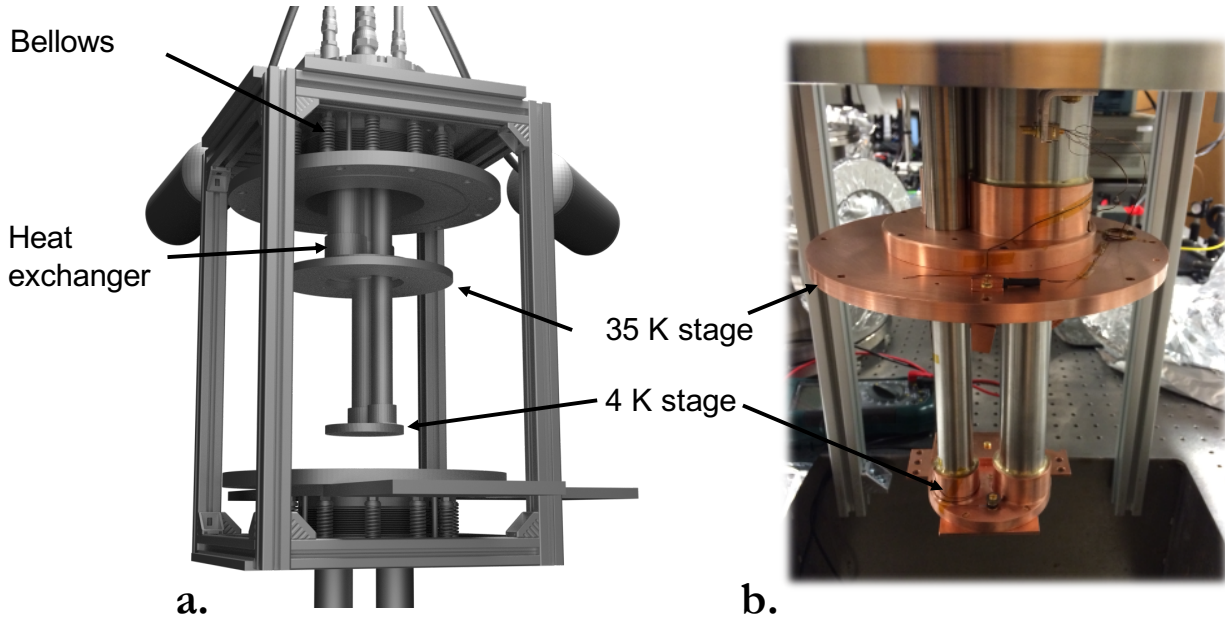 Bellows
Heat
exchanger
35 K stage
4 K stage
a.
b.